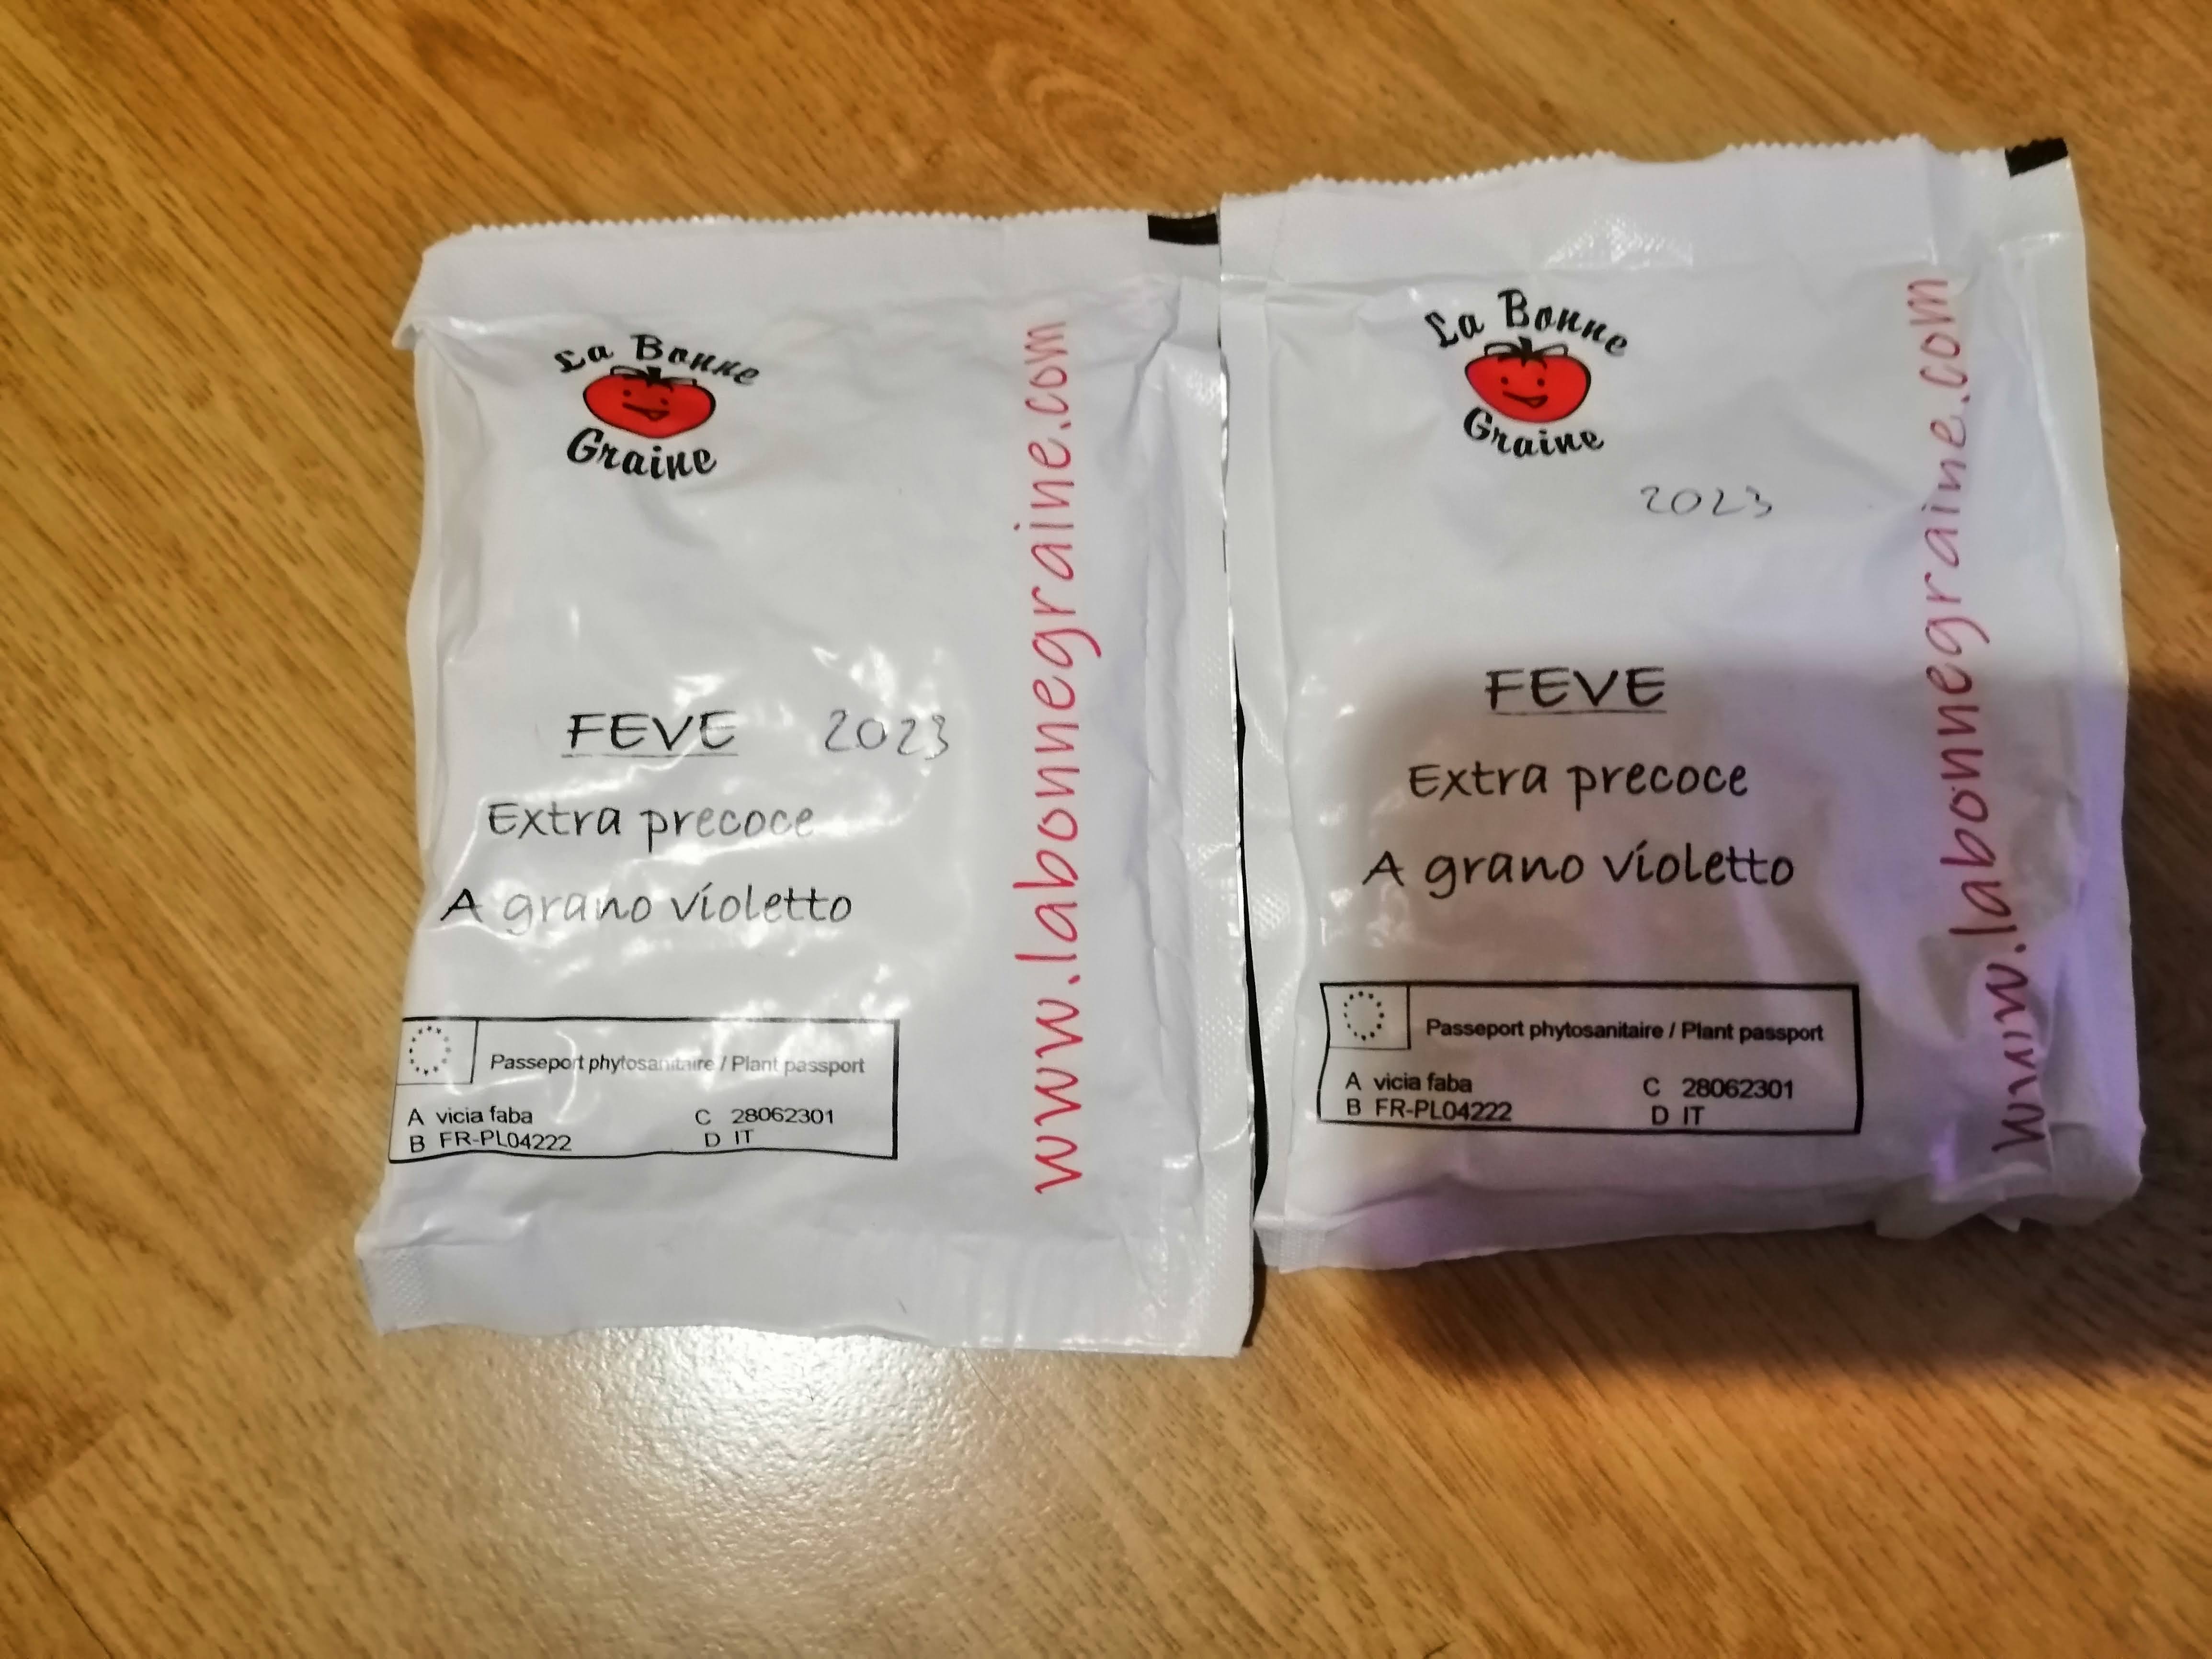 La Bonne
Graine
FEVE 2023
Extra precoce
A grano violetto
Passeport phytosanitaire / Plant passport
A vicia faba C 28062301
B FR-PL04222 D IT
www.labonnegraine.com
La Bonne
Graine
2023
FEVE
Extra precoce
A grano violetto
Passeport phytosanitaire / Plant passport
A vicia faba C 28062301
B FR-PL04222 D IT
www.labonnegraine.com